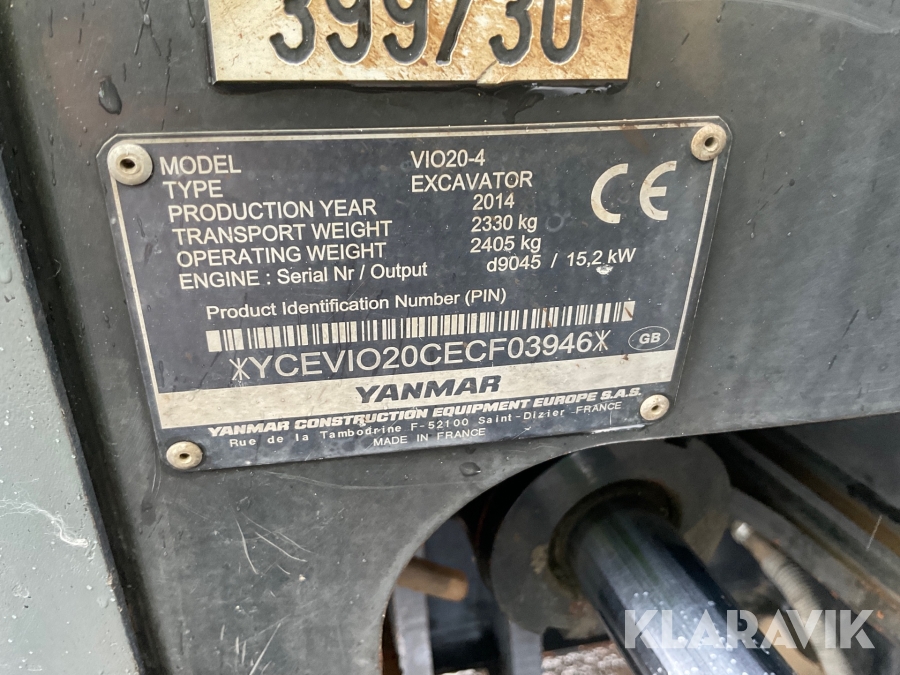 399/30
MODEL VIO20-4
TYPE EXCAVATOR
PRODUCTION YEAR 2014
TRANSPORT WEIGHT 2330 kg
OPERATING WEIGHT 2405 kg
ENGINE : Serial Nr / Output d9045 / 15,2 kW
CE
Product Identification Number (PIN)
*YCEVIO20CECF03946*
GB
YANMAR
YANMAR CONSTRUCTION EQUIPMENT EUROPE S.A.S.
Rue de la Tambodrine F-52100 Saint-Dizier -FRANCE
MADE IN FRANCE
KLARAVIK